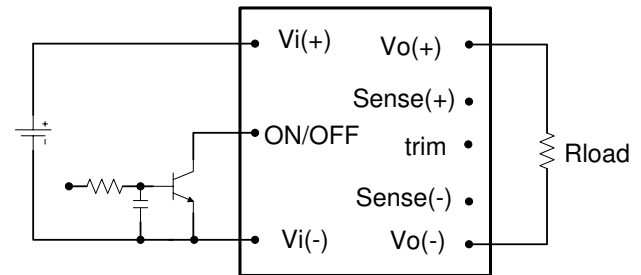 Vi(+)
Vo(+)
Sense(+)
ON/OFF
trim
Rload
Sense(-)
Vi(-)
Vo(-)
+
-